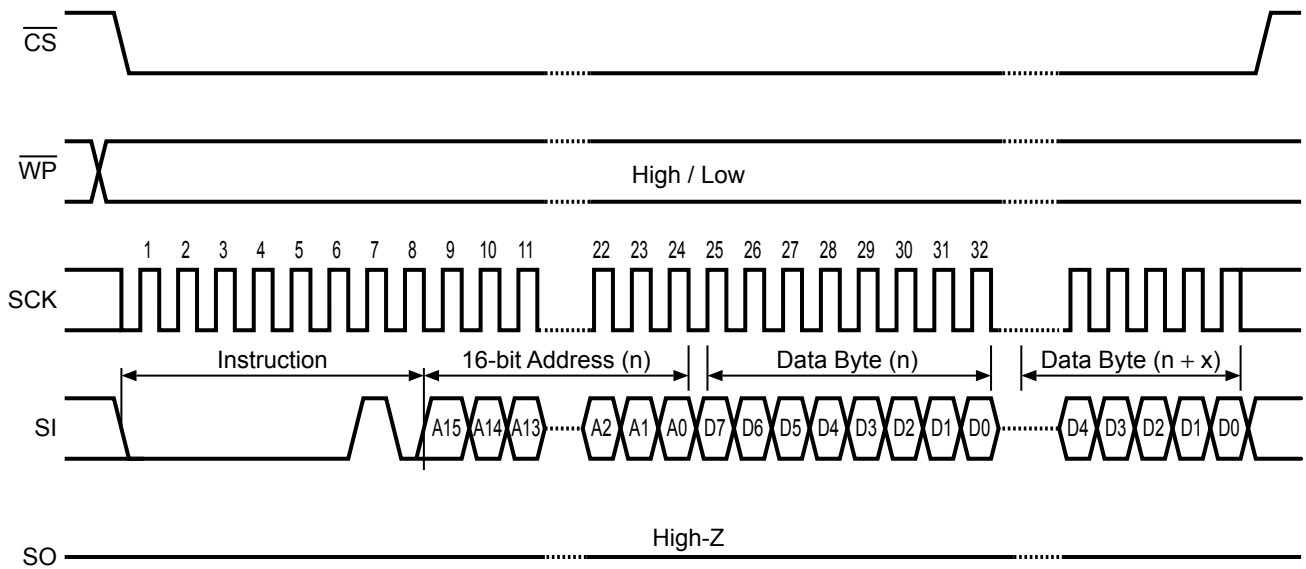 CS
WP
High / Low
1 2 3 4 5 6 7 8 9 10 11 22 23 24 25 26 27 28 29 30 31 32
SCK
Instruction 16-bit Address (n) Data Byte (n) Data Byte (n + x)
SI A15 A14 A13 A2 A1 A0 D7 D6 D5 D4 D3 D2 D1 D0 D4 D3 D2 D1 D0
High-Z
SO